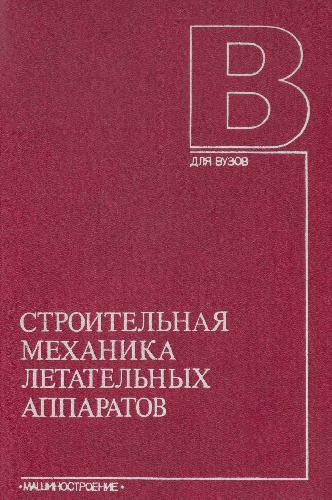 В
ДЛЯ ВУЗОВ
СТРОИТЕЛЬНАЯ
МЕХАНИКА
ЛЕТАТЕЛЬНЫХ
АППАРАТОВ
•МАШИНОСТРОЕНИЕ•